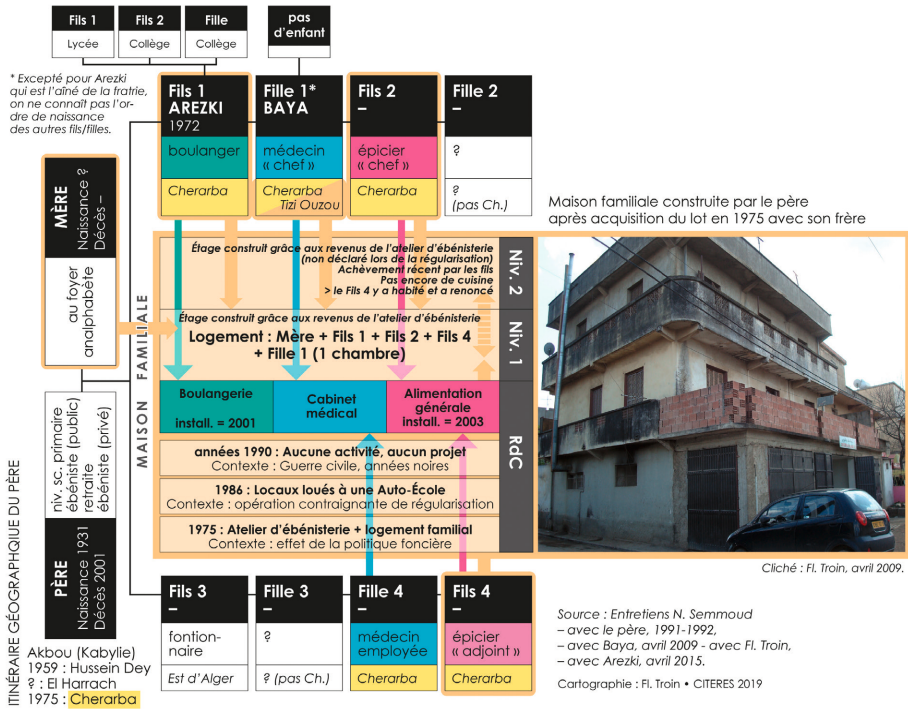 Fils 1
Lycée
Fils 2
Collège
Fille
Collège
pas
d'enfant
* Excepté pour Arezki
qui est l'aîné de la fratrie,
on ne connaît pas l'or-
dre de naissance
des autres fils/filles.
Fils 1
AREZKI
1972
boulanger
Cherarba
Fille 1*
BAYA
médecin
« chef »
Cherarba
Tizi Ouzou
Fils 2
–
épicier
« chef »
Cherarba
Fille 2
–
?
?
(pas Ch.)
MÈRE
Naissance ?
Décès –
au foyer
analphabète
MAISON FAMILIALE
Étage construit grâce aux revenus de l'atelier d'ébénisterie
(non déclaré lors de la régularisation)
Achèvement récent par les fils
Pas encore de cuisine
> le Fils 4 y a habité et a renoncé
Niv. 2
Étage construit grâce aux revenus de l'atelier d'ébénisterie
Logement : Mère + Fils 1 + Fils 2 + Fils 4
+ Fille 1 (1 chambre)
Niv. 1
Boulangerie
install. = 2001
Cabinet
médical
Alimentation
générale
install. = 2003
RdC
années 1990 : Aucune activité, aucun projet
Contexte : Guerre civile, années noires
1986 : Locaux loués à une Auto-École
Contexte : opération contraignante de régularisation
1975 : Atelier d'ébénisterie + logement familial
Contexte : effet de la politique foncière
Maison familiale construite par le père
après acquisition du lot en 1975 avec son frère
Cliché : Fl. Troin, avril 2009.
PÈRE
Naissance 1931
Décès 2001
niv. sc. primaire
ébéniste (public)
retraite
ébéniste (privé)
ITINÉRAIRE GÉOGRAPHQIUE DU PÈRE
Akbou (Kabylie)
1959 : Hussein Dey
? : El Harrach
1975 : Cherarba
Fils 3
–
fontion-
naire
Est d'Alger
Fille 3
–
?
? (pas Ch.)
Fille 4
–
médecin
employée
Cherarba
Fils 4
–
épicier
« adjoint »
Cherarba
Source : Entretiens N. Semmoud
– avec le père, 1991-1992,
– avec Baya, avril 2009 - avec Fl. Troin,
– avec Arezki, avril 2015.
Cartographie : Fl. Troin • CITERES 2019